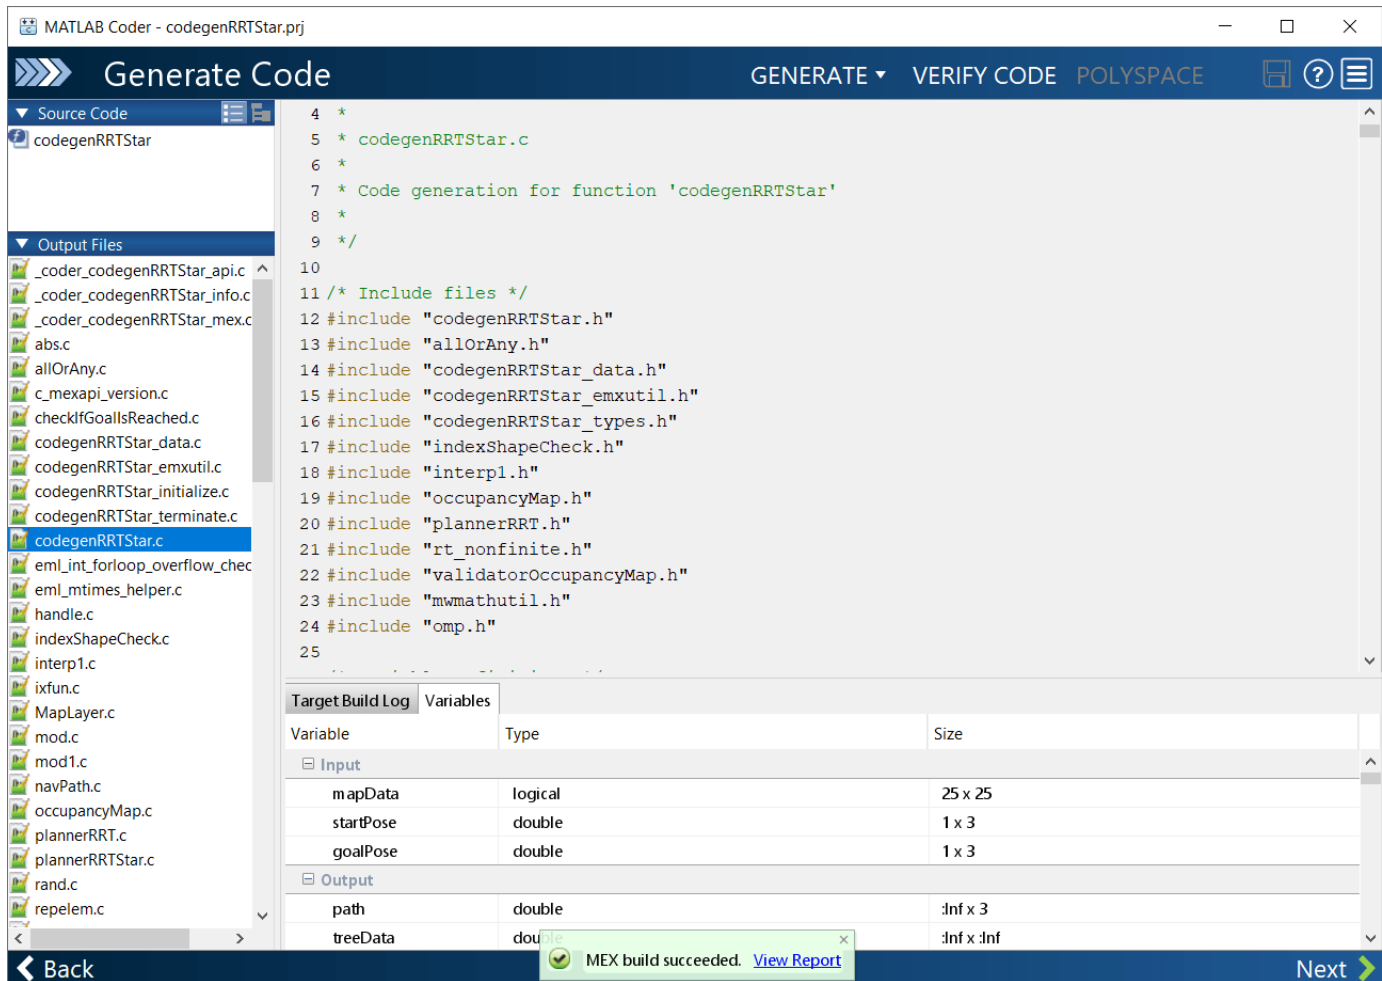 MATLAB Coder - codegenRRTStar.prj
Generate Code
GENERATE VERIFY CODE POLYSPACE
Source Code
codegenRRTStar
Output Files
_coder_codegenRRTStar_api.c
_coder_codegenRRTStar_info.c
_coder_codegenRRTStar_mex.c
abs.c
allOrAny.c
c_mexapi_version.c
checkIfGoalIsReached.c
codegenRRTStar_data.c
codegenRRTStar_emxutil.c
codegenRRTStar_initialize.c
codegenRRTStar_terminate.c
codegenRRTStar.c
eml_int_forloop_overflow_chec
eml_mtimes_helper.c
handle.c
indexShapeCheck.c
interp1.c
ixfun.c
MapLayer.c
mod.c
mod1.c
navPath.c
occupancyMap.c
plannerRRT.c
plannerRRTStar.c
rand.c
repelem.c
4 *
5 * codegenRRTStar.c
6 *
7 * Code generation for function 'codegenRRTStar'
8 *
9 */
10
11 /* Include files */
12 #include "codegenRRTStar.h"
13 #include "allOrAny.h"
14 #include "codegenRRTStar_data.h"
15 #include "codegenRRTStar_emxutil.h"
16 #include "codegenRRTStar_types.h"
17 #include "indexShapeCheck.h"
18 #include "interp1.h"
19 #include "occupancyMap.h"
20 #include "plannerRRT.h"
21 #include "rt_nonfinite.h"
22 #include "validatorOccupancyMap.h"
23 #include "mwmathutil.h"
24 #include "omp.h"
25
Target Build Log Variables
Variable Type Size
Input
mapData logical 25 x 25
startPose double 1 x 3
goalPose double 1 x 3
Output
path double :Inf x 3
treeData dou :Inf x :Inf
MEX build succeeded. View Report
Back Next